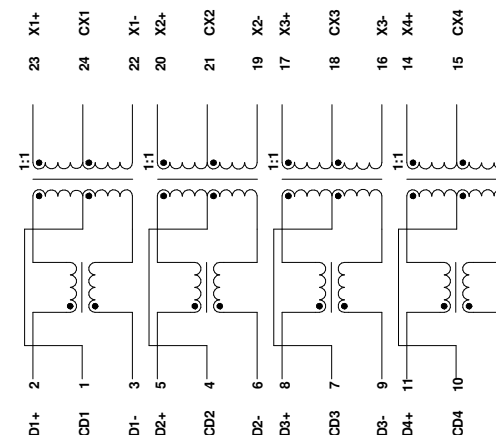 X1+ CX1 X1- X2+ CX2 X2- X3+ CX3 X3- X4+ CX4
23 24 22 20 21 19 17 18 16 14 15
1:1 1:1 1:1 1:1
2 1 3 5 4 6 8 7 9 11 10
D1+ CD1 D1- D2+ CD2 D2- D3+ CD3 D3- D4+ CD4